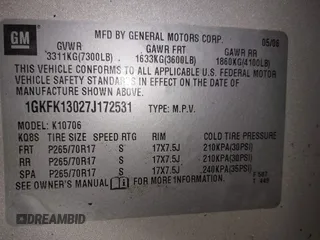 GM
MFD BY GENERAL MOTORS CORP. 05/06
GVWR GAWR FRT GAWR RR
3311KG(7300LB) 1633KG(3600LB) 1860KG(4100LB)
THIS VEHICLE CONFORMS TO ALL APPLICABLE U.S. FEDERAL MOTOR
VEHICLE SAFETY STANDARDS IN EFFECT ON THE DATE OF
MANUFACTURE SHOWN ABOVE.
1GKFK13027J172531 TYPE: M.P.V.
MODEL: K10706
TIRE SIZE SPEED RTG RIM COLD TIRE PRESSURE
FRT P265/70R17 S 17X7.5J 210KPA(30PSI)
RR P265/70R17 S 17X7.5J 210KPA(30PSI)
SPA P265/70R17 S 17X7.5J 240KPA(35PSI)
SEE OWNER'S MANUAL FOR MORE INFORMATION.
DREAMBID